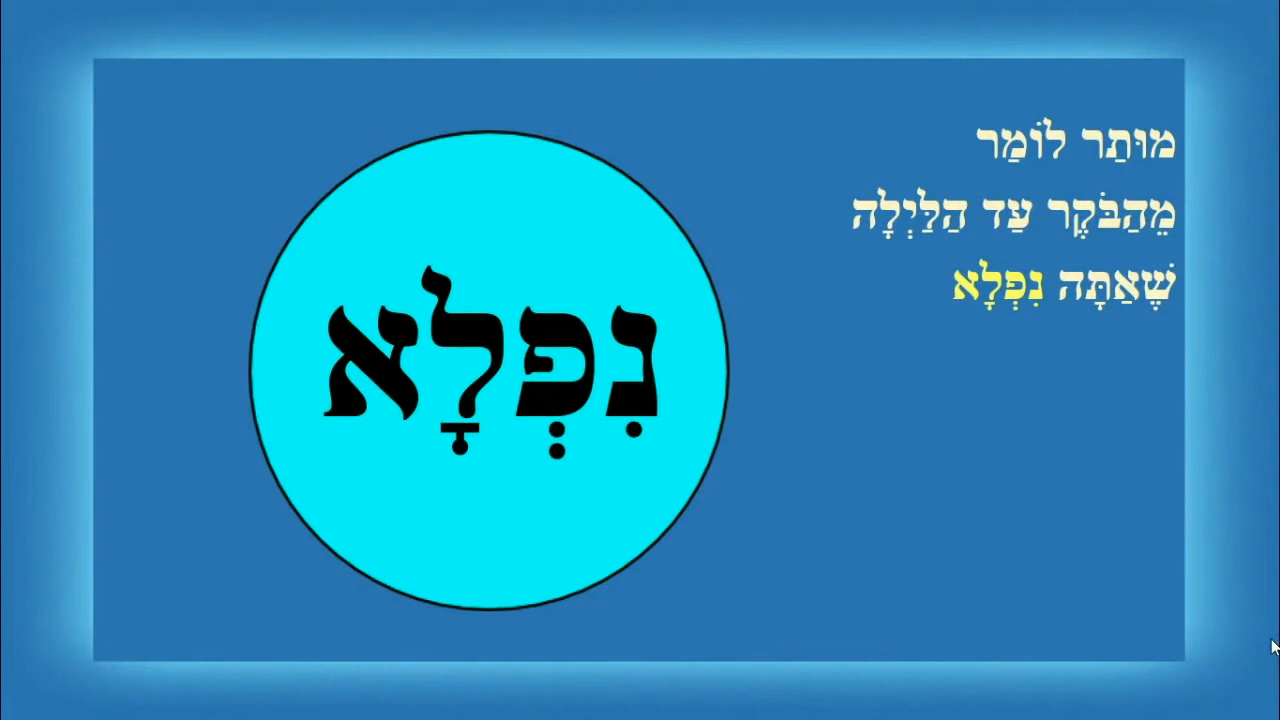 מוּתַר לוֹמַר
מֵהַבֹּקֶר עַד הַלַּיְלָה
שֶׁאַתָּה נִפְּלָא
נִפְלָא